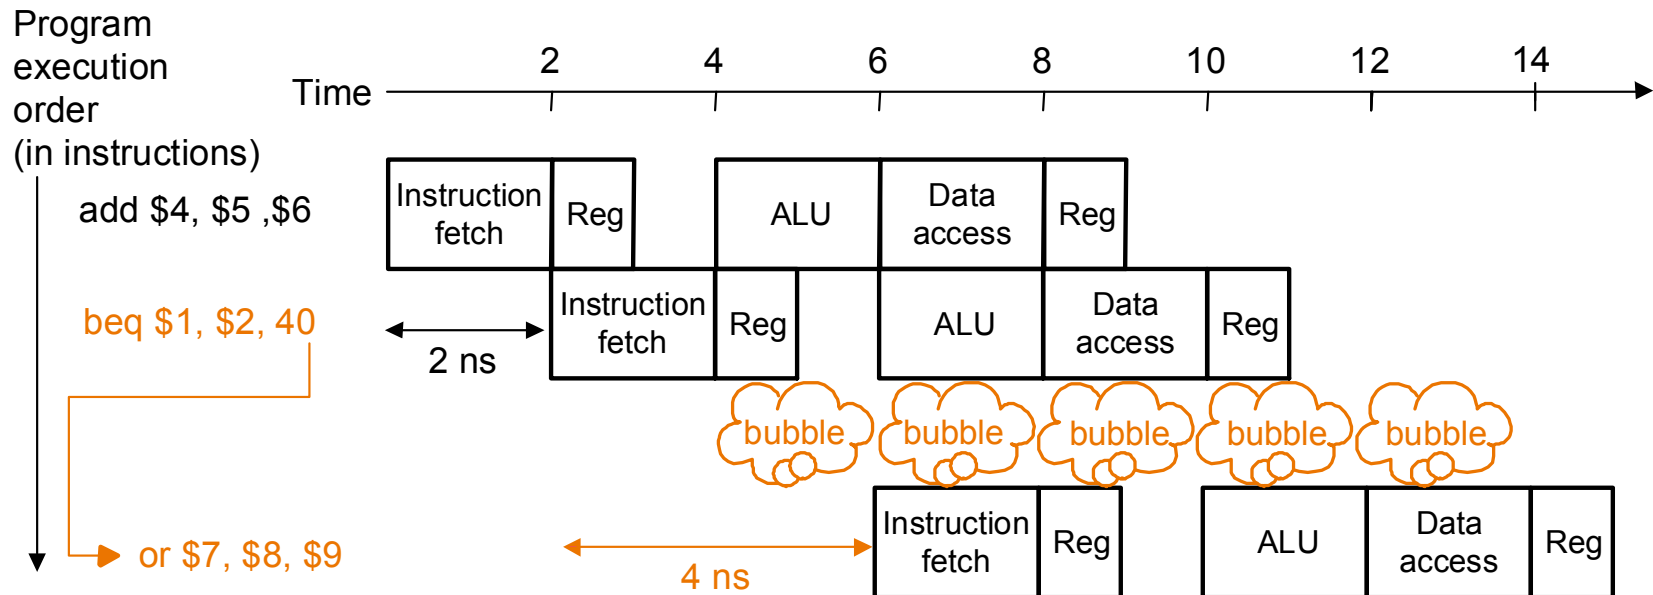 Program
execution
order
(in instructions)
Time
2 4 6 8 10 12 14
add $4, $5 ,$6
Instruction
fetch
Reg
ALU
Data
access
Reg
beq $1, $2, 40
2 ns
Instruction
fetch
Reg
ALU
Data
access
Reg
bubble bubble bubble bubble bubble
or $7, $8, $9
4 ns
Instruction
fetch
Reg
ALU
Data
access
Reg